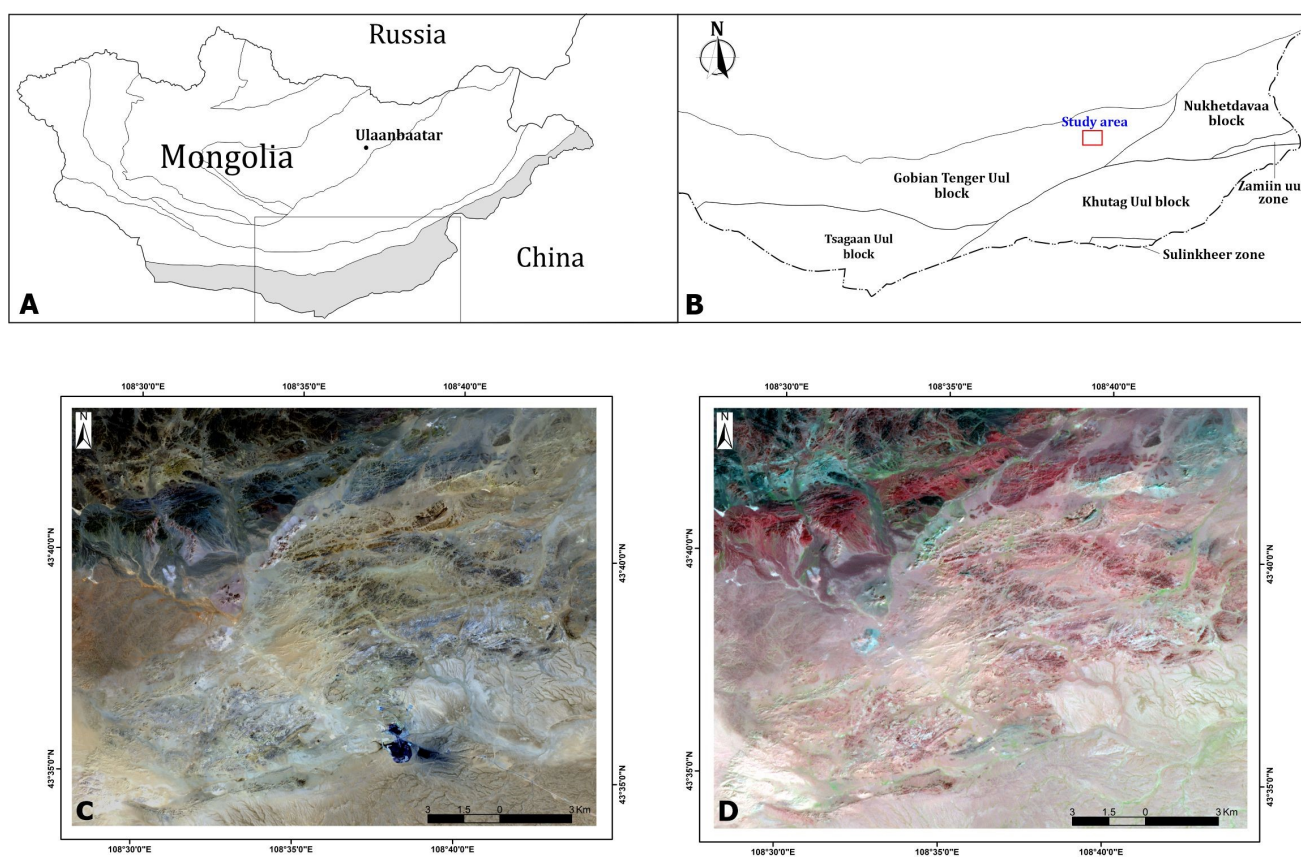 Russia
Ulaanbaatar
Mongolia
China
A
N
Nukhetdavaa
block
Study area
Gobian Tenger Uul
block
Zamiin uu
zone
Khutag Uul block
Tsagaan Uul
block
Sulinkheer zone
B
108°30'0"E
108°35'0"E
108°40'0"E
N
43°40'0"N
43°40'0"N
43°35'0"N
43°35'0"N
C
3
1.5
0
3 Km
108°30'0"E
108°35'0"E
108°40'0"E
108°30'0"E
108°35'0"E
108°40'0"E
N
43°40'0"N
43°40'0"N
43°35'0"N
43°35'0"N
D
3
1.5
0
3 Km
108°30'0"E
108°35'0"E
108°40'0"E